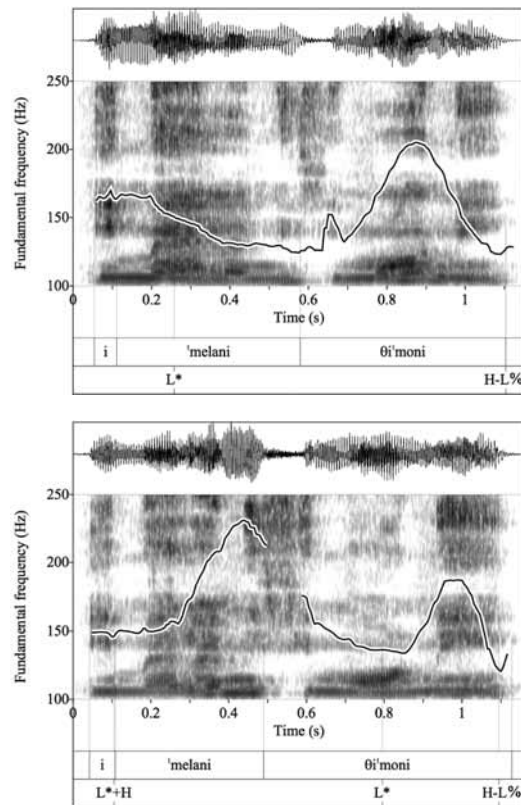 250
200
150
100
Fundamental frequency (Hz)
0 0.2 0.4 0.6 0.8 1
Time (s)
i ˈmelani θiˈmoni
L* H-L%
250
200
150
100
Fundamental frequency (Hz)
0 0.2 0.4 0.6 0.8 1
Time (s)
i ˈmelani θiˈmoni
L*+H L* H-L%